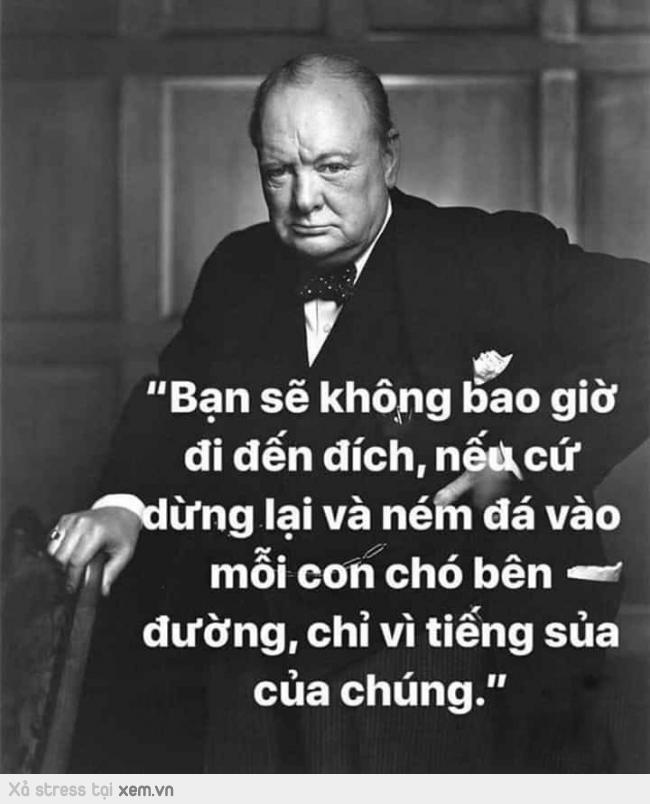 “Bạn sẽ không bao giờ
đi đến đích, nếu cứ
dừng lại và ném đá vào
mỗi con chó bên
đường, chỉ vì tiếng sủa
của chúng.”
Xả stress tại xem.vn